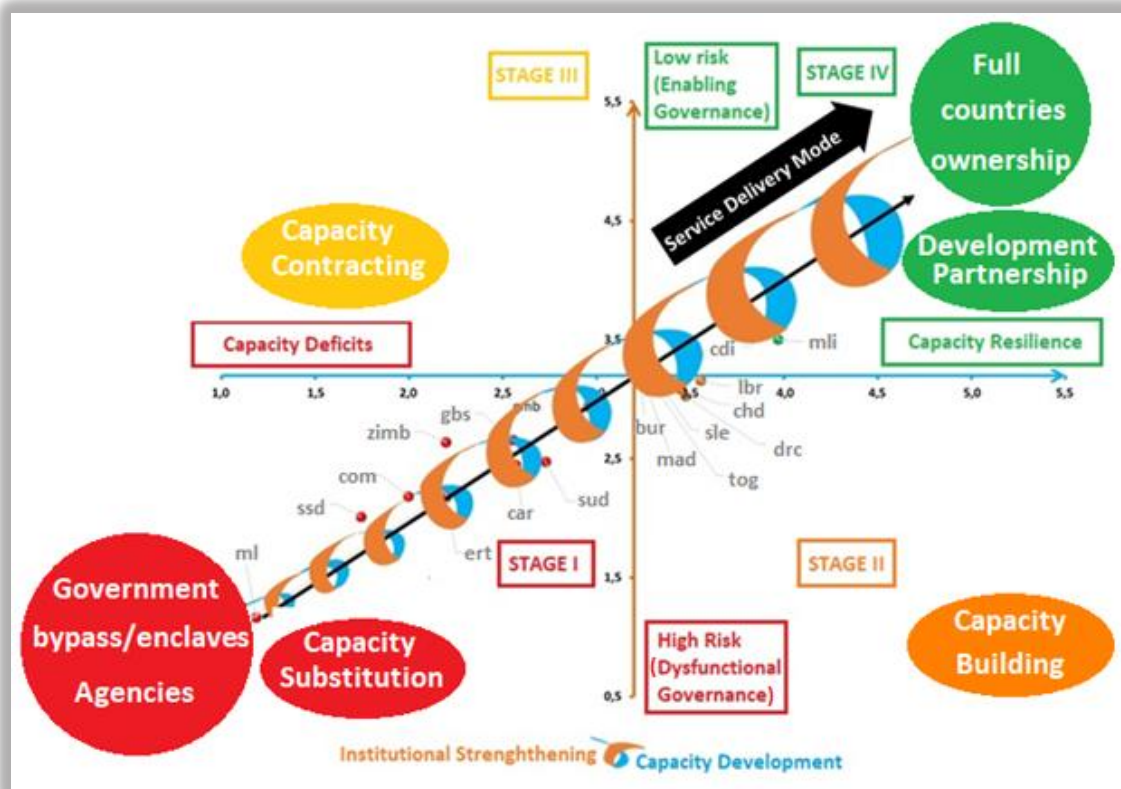 STAGE III
Low risk
(Enabling
Governance)
STAGE IV
Full
countries
ownership
5,5
Service Delivery Mode
4,5
Capacity
Contracting
Development
Partnership
Capacity Deficits
3,5
cdi
mli
Capacity Resilience
1,0
1,5
2,0
2,5
3,5
4,0
4,5
5,0
5,5
lbr
chd
gbs
zimb
bur
sle
drc
mad
tog
2,5
com
sud
ssd
car
ert
ml
STAGE I
STAGE II
1,5
Government
bypass/enclaves
Agencies
Capacity
Substitution
High Risk
(Dysfunctional
Governance)
Capacity
Building
0,5
Institutional Strenghthening
Capacity Development